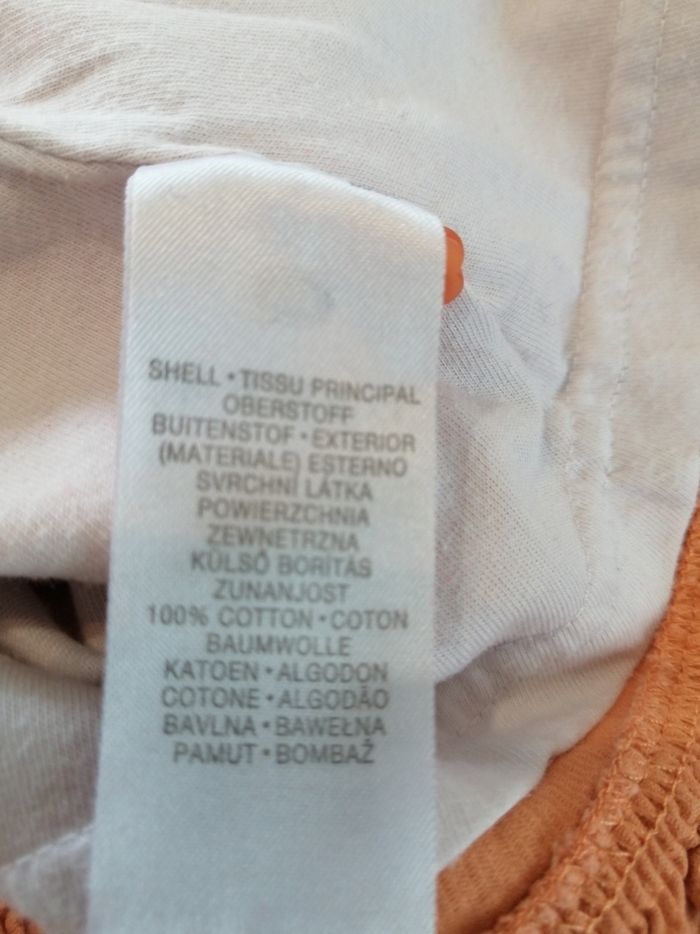 SHELL • TISSU PRINCIPAL
OBERSTOFF
BUITENSTOF • EXTERIOR
(MATERIALE) ESTERNO
SVRCHNÍ LÁTKA
POWIERZCHNIA
ZEWNETRZNA
KÜLSŐ BORITÁS
ZUNANJOST
100% COTTON • COTON
BAUMWOLLE
KATOEN • ALGODON
COTONE • ALGODÃO
BAVLNA • BAWEŁNA
PAMUT • BOMBAŽ